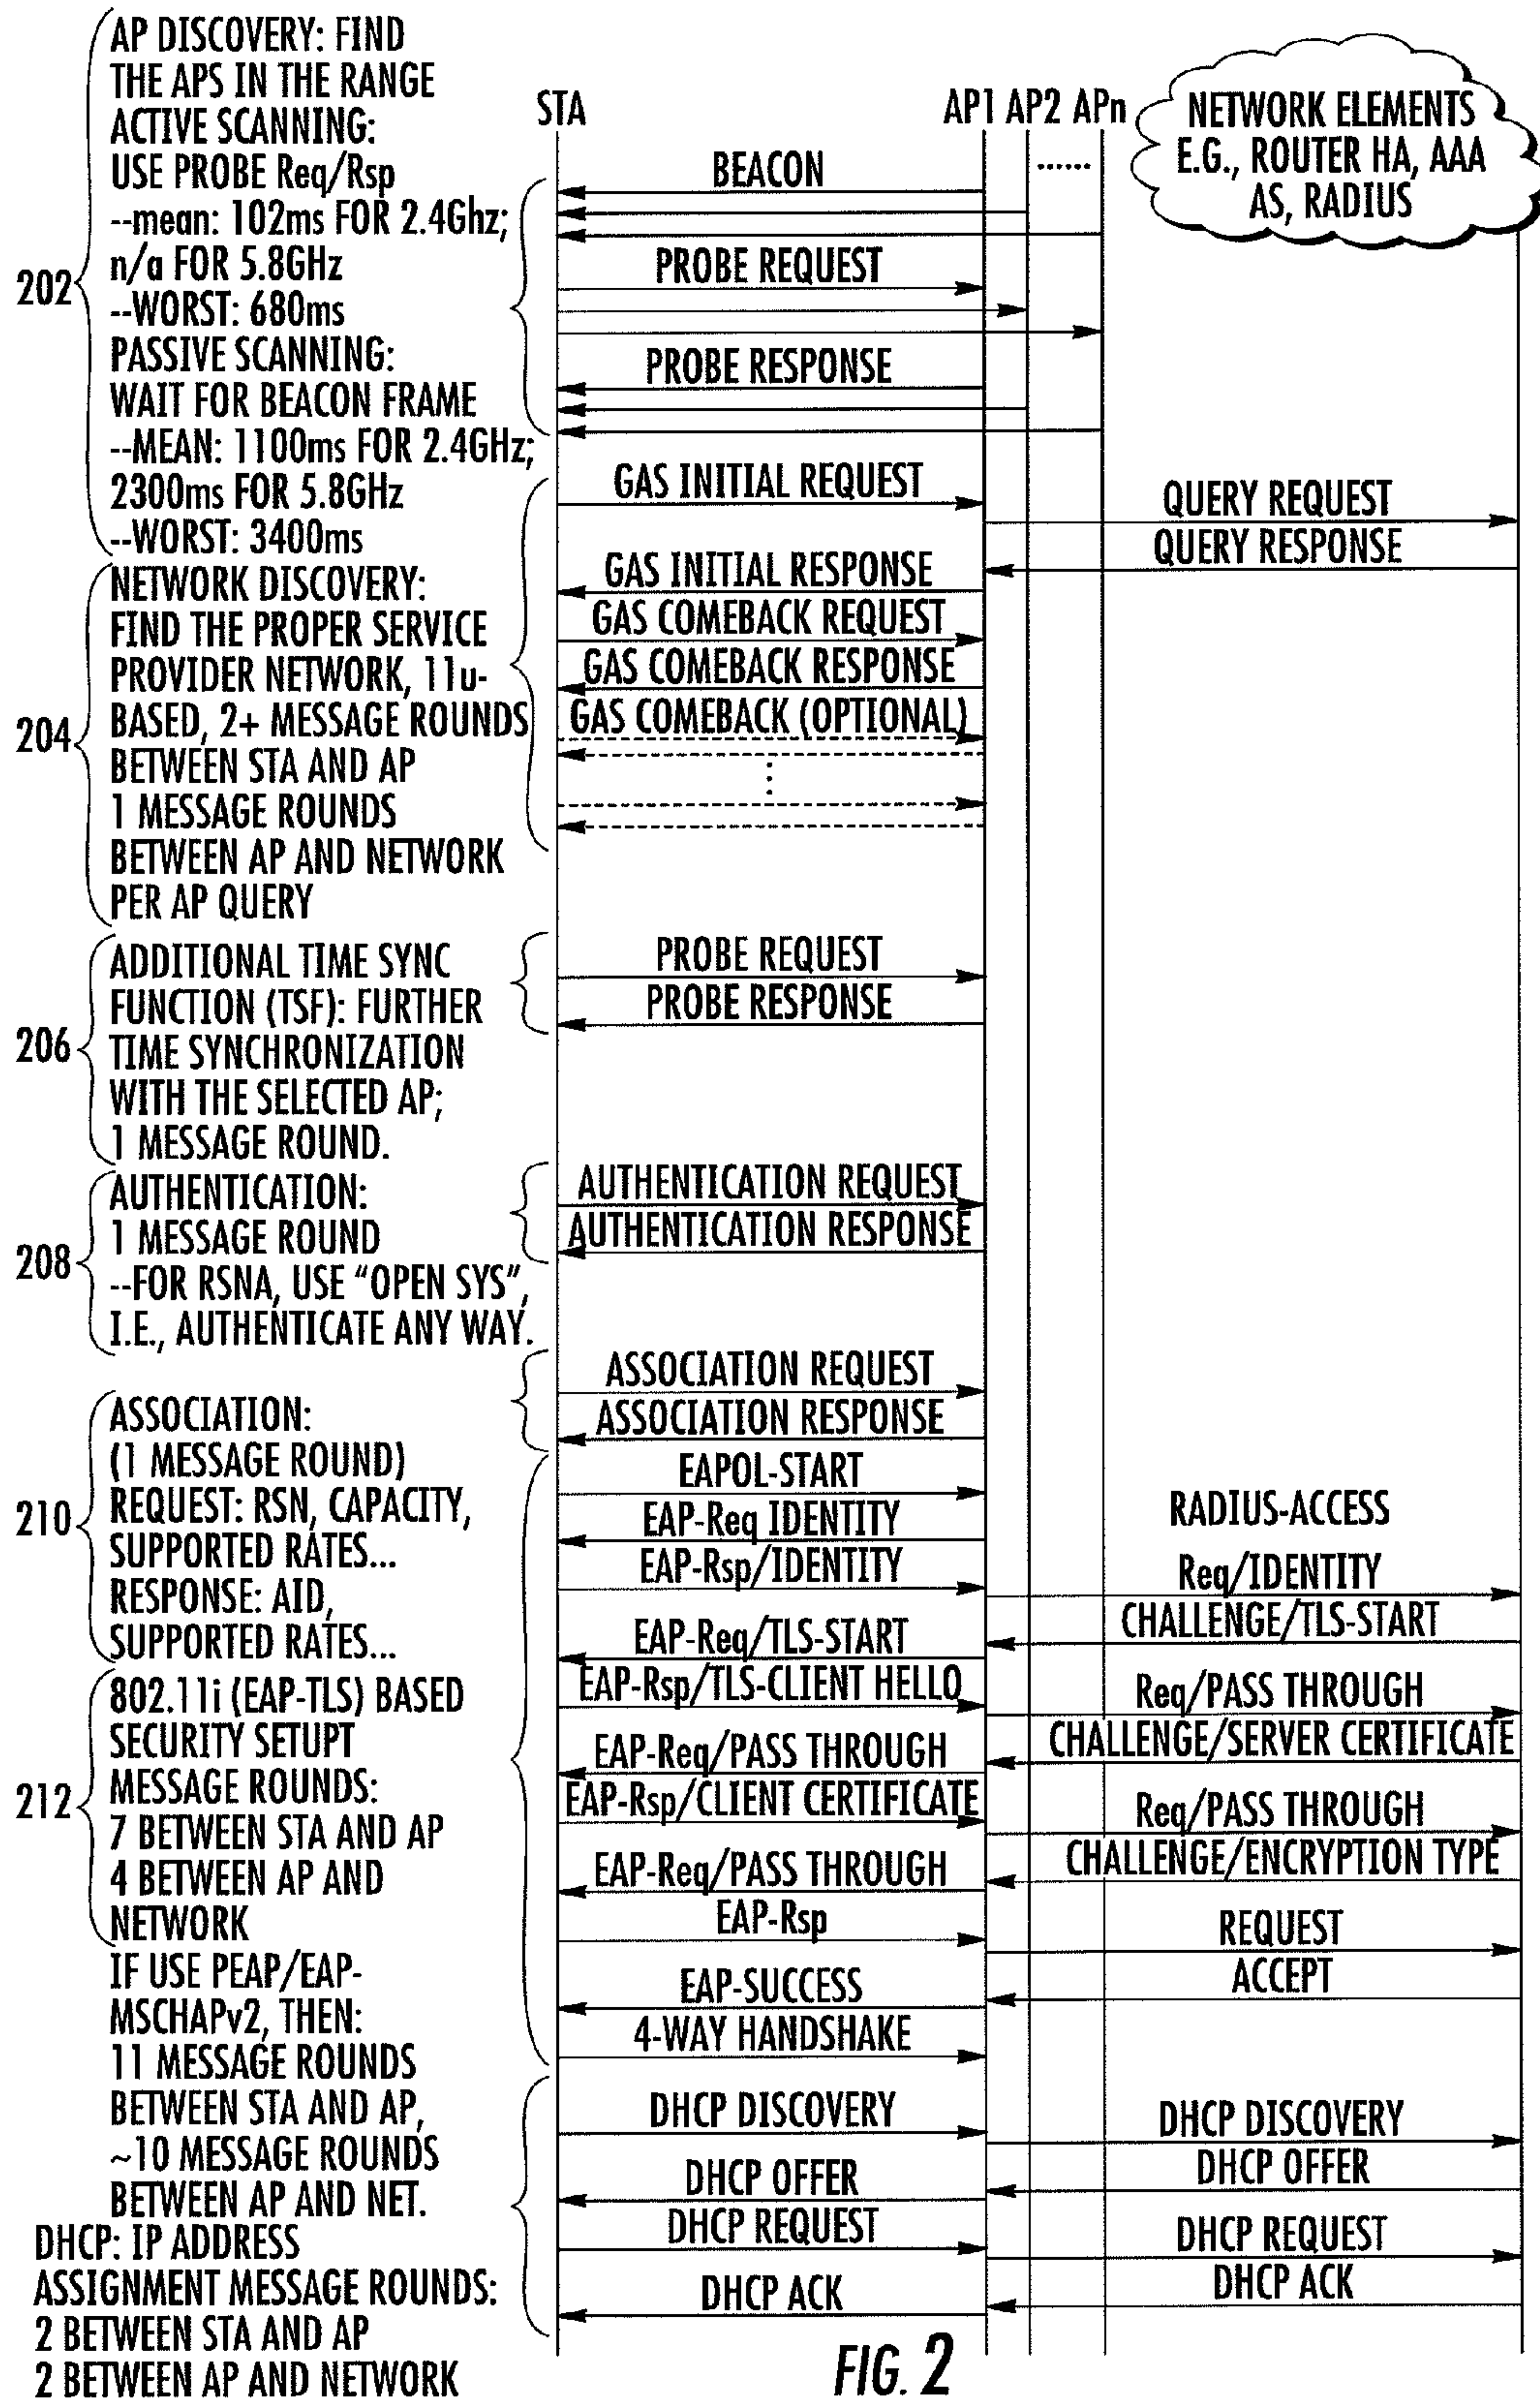 AP DISCOVERY: FIND
THE APS IN THE RANGE
ACTIVE SCANNING:
USE PROBE Req/Rsp
--mean: 102ms FOR 2.4Ghz;
n/a FOR 5.8GHz
--WORST: 680ms
PASSIVE SCANNING:
WAIT FOR BEACON FRAME
--MEAN: 1100ms FOR 2.4GHz;
2300ms FOR 5.8GHz
--WORST: 3400ms
202
NETWORK DISCOVERY:
FIND THE PROPER SERVICE
PROVIDER NETWORK, 11u-
BASED, 2+ MESSAGE ROUNDS
BETWEEN STA AND AP
1 MESSAGE ROUNDS
BETWEEN AP AND NETWORK
PER AP QUERY
204
ADDITIONAL TIME SYNC
FUNCTION (TSF): FURTHER
TIME SYNCHRONIZATION
WITH THE SELECTED AP;
1 MESSAGE ROUND.
206
AUTHENTICATION:
1 MESSAGE ROUND
--FOR RSNA, USE “OPEN SYS”,
I.E., AUTHENTICATE ANY WAY.
208
ASSOCIATION:
(1 MESSAGE ROUND)
REQUEST: RSN, CAPACITY,
SUPPORTED RATES...
RESPONSE: AID,
SUPPORTED RATES...
210
802.11i (EAP-TLS) BASED
SECURITY SETUPT
MESSAGE ROUNDS:
7 BETWEEN STA AND AP
4 BETWEEN AP AND
NETWORK
212
IF USE PEAP/EAP-
MSCHAPv2, THEN:
11 MESSAGE ROUNDS
BETWEEN STA AND AP,
~10 MESSAGE ROUNDS
BETWEEN AP AND NET.
DHCP: IP ADDRESS
ASSIGNMENT MESSAGE ROUNDS:
2 BETWEEN STA AND AP
2 BETWEEN AP AND NETWORK
STA
AP1 AP2 APn
......
NETWORK ELEMENTS
E.G., ROUTER HA, AAA
AS, RADIUS
BEACON
PROBE REQUEST
PROBE RESPONSE
GAS INITIAL REQUEST
QUERY REQUEST
QUERY RESPONSE
GAS INITIAL RESPONSE
GAS COMEBACK REQUEST
GAS COMEBACK RESPONSE
GAS COMEBACK (OPTIONAL)
PROBE REQUEST
PROBE RESPONSE
AUTHENTICATION REQUEST
AUTHENTICATION RESPONSE
ASSOCIATION REQUEST
ASSOCIATION RESPONSE
EAPOL-START
EAP-Req IDENTITY
RADIUS-ACCESS
EAP-Rsp/IDENTITY
Req/IDENTITY
CHALLENGE/TLS-START
EAP-Req/TLS-START
EAP-Rsp/TLS-CLIENT HELLO
Req/PASS THROUGH
CHALLENGE/SERVER CERTIFICATE
EAP-Req/PASS THROUGH
EAP-Rsp/CLIENT CERTIFICATE
Req/PASS THROUGH
CHALLENGE/ENCRYPTION TYPE
EAP-Req/PASS THROUGH
EAP-Rsp
REQUEST
ACCEPT
EAP-SUCCESS
4-WAY HANDSHAKE
DHCP DISCOVERY
DHCP DISCOVERY
DHCP OFFER
DHCP OFFER
DHCP REQUEST
DHCP REQUEST
DHCP ACK
DHCP ACK
FIG. 2